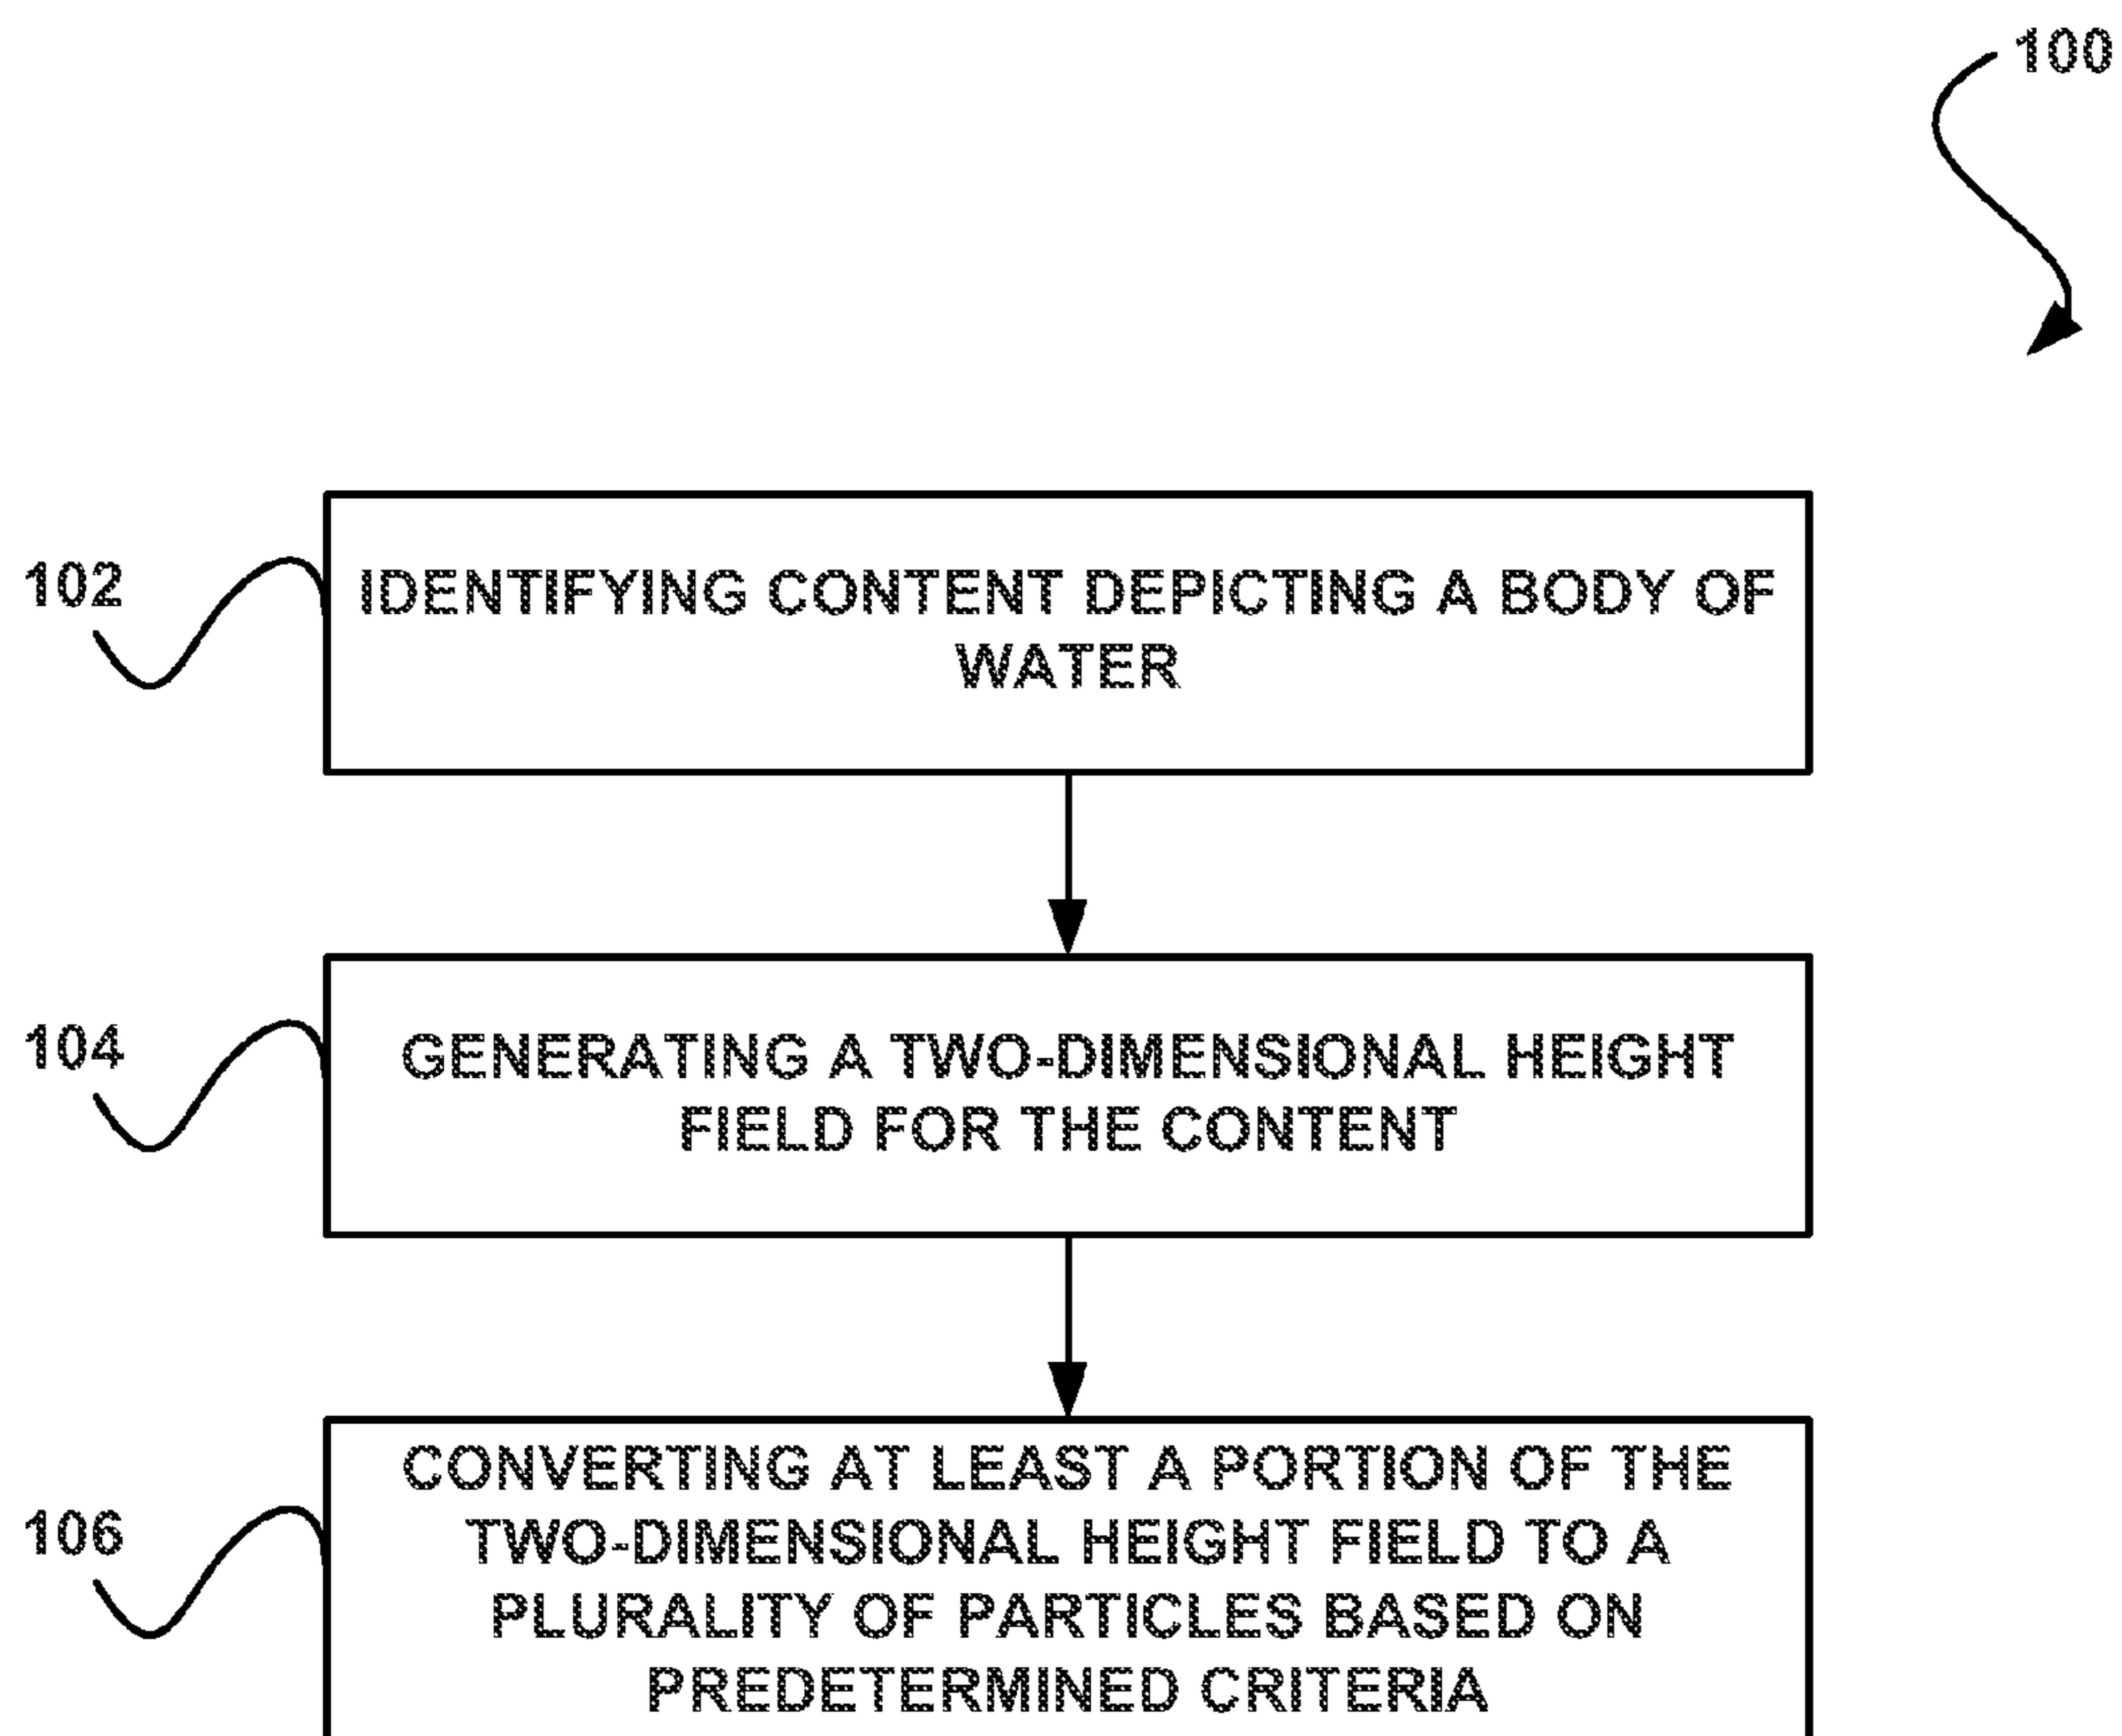 100
102
IDENTIFYING CONTENT DEPICTING A BODY OF
WATER
104
GENERATING A TWO-DIMENSIONAL HEIGHT
FIELD FOR THE CONTENT
106
CONVERTING AT LEAST A PORTION OF THE
TWO-DIMENSIONAL HEIGHT FIELD TO A
PLURALITY OF PARTICLES BASED ON
PREDETERMINED CRITERIA